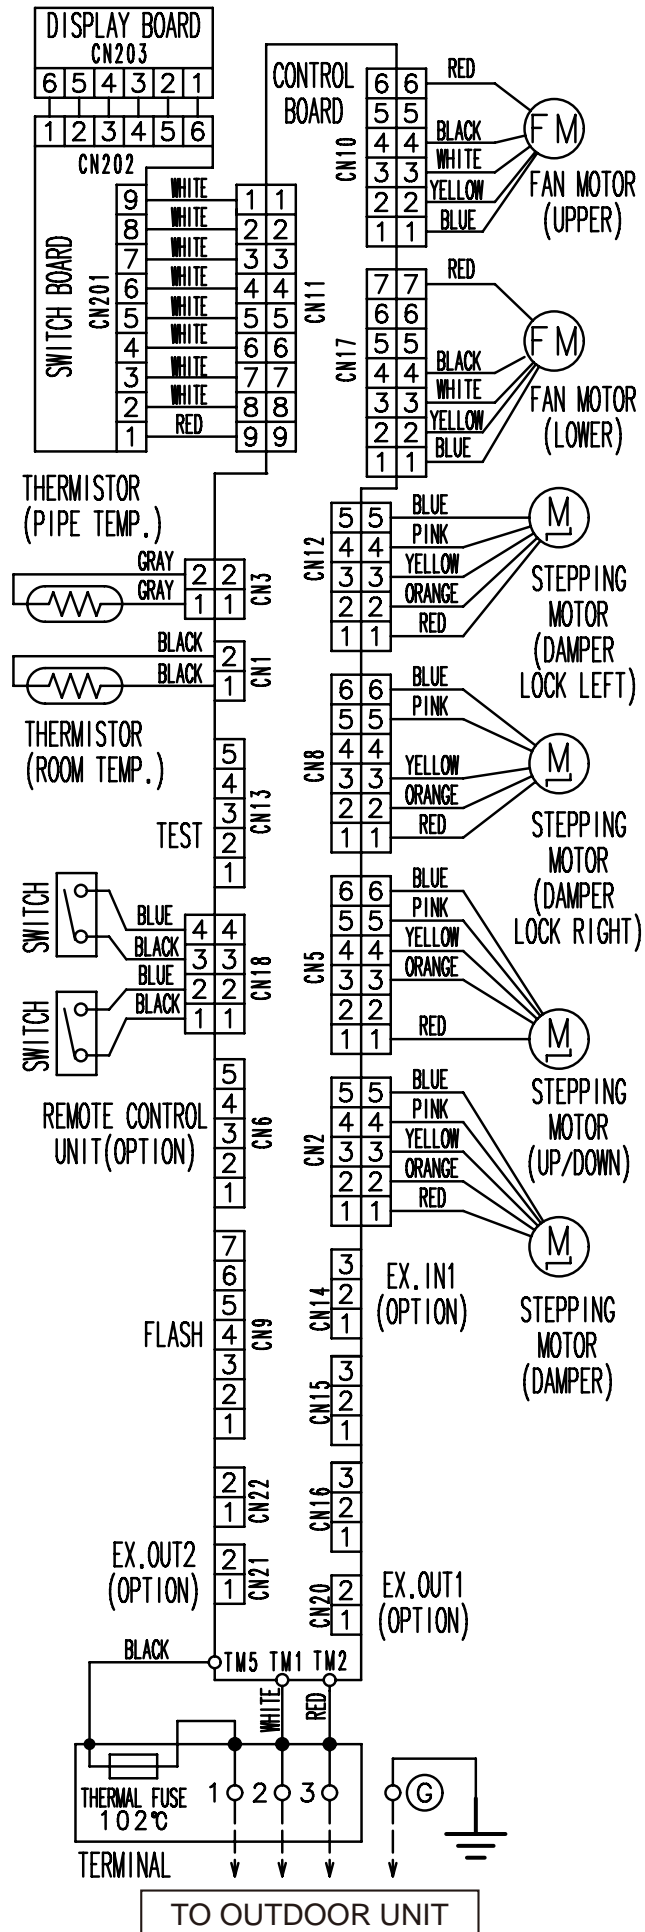 DISPLAY BOARD
CN203
6 5 4 3 2 1
1 2 3 4 5 6
CN202
SWITCH BOARD
CN201
9 WHITE 1 1
8 WHITE 2 2
7 WHITE 3 3
6 WHITE 4 4
5 WHITE 5 5
4 WHITE 6 6
3 WHITE 7 7
2 WHITE 8 8
1 RED 9 9
CN11
CONTROL
BOARD
CN10
6 6 RED
5 5
4 4 BLACK
3 3 WHITE
2 2 YELLOW
1 1 BLUE
FM
FAN MOTOR
(UPPER)
CN17
7 7 RED
6 6
5 5
4 4 BLACK
3 3 WHITE
2 2 YELLOW
1 1 BLUE
FM
FAN MOTOR
(LOWER)
THERMISTOR
(PIPE TEMP.)
GRAY 2 2
GRAY 1 1
CN3
BLACK 2
BLACK 1
CN1
THERMISTOR
(ROOM TEMP.)
CN12
5 5 BLUE
4 4 PINK
3 3 YELLOW
2 2 ORANGE
1 1 RED
M
STEPPING
MOTOR
(DAMPER
LOCK LEFT)
CN8
6 6 BLUE
5 5 PINK
4 4
3 3 YELLOW
2 2 ORANGE
1 1 RED
M
STEPPING
MOTOR
(DAMPER
LOCK RIGHT)
TEST
5
4
3
2
1
CN13
SWITCH
BLUE 4 4
BLACK 3 3
SWITCH
BLUE 2 2
BLACK 1 1
CN18
CN5
6 6 BLUE
5 5 PINK
4 4 YELLOW
3 3 ORANGE
2 2
1 1 RED
M
STEPPING
MOTOR
(UP/DOWN)
REMOTE CONTROL
UNIT(OPTION)
5
4
3
2
1
CN6
CN2
5 5 BLUE
4 4 PINK
3 3 YELLOW
2 2 ORANGE
1 1 RED
M
STEPPING
MOTOR
(DAMPER)
FLASH
7
6
5
4
3
2
1
CN9
CN14
3
2
1
EX.IN1
(OPTION)
CN15
3
2
1
CN16
3
2
1
2
1
CN22
EX.OUT2
(OPTION)
2
1
CN21
CN20
2
1
EX.OUT1
(OPTION)
BLACK TM5 TM1 TM2
WHITE
RED
THERMAL FUSE
102℃
1 2 3 G
TERMINAL
TO OUTDOOR UNIT